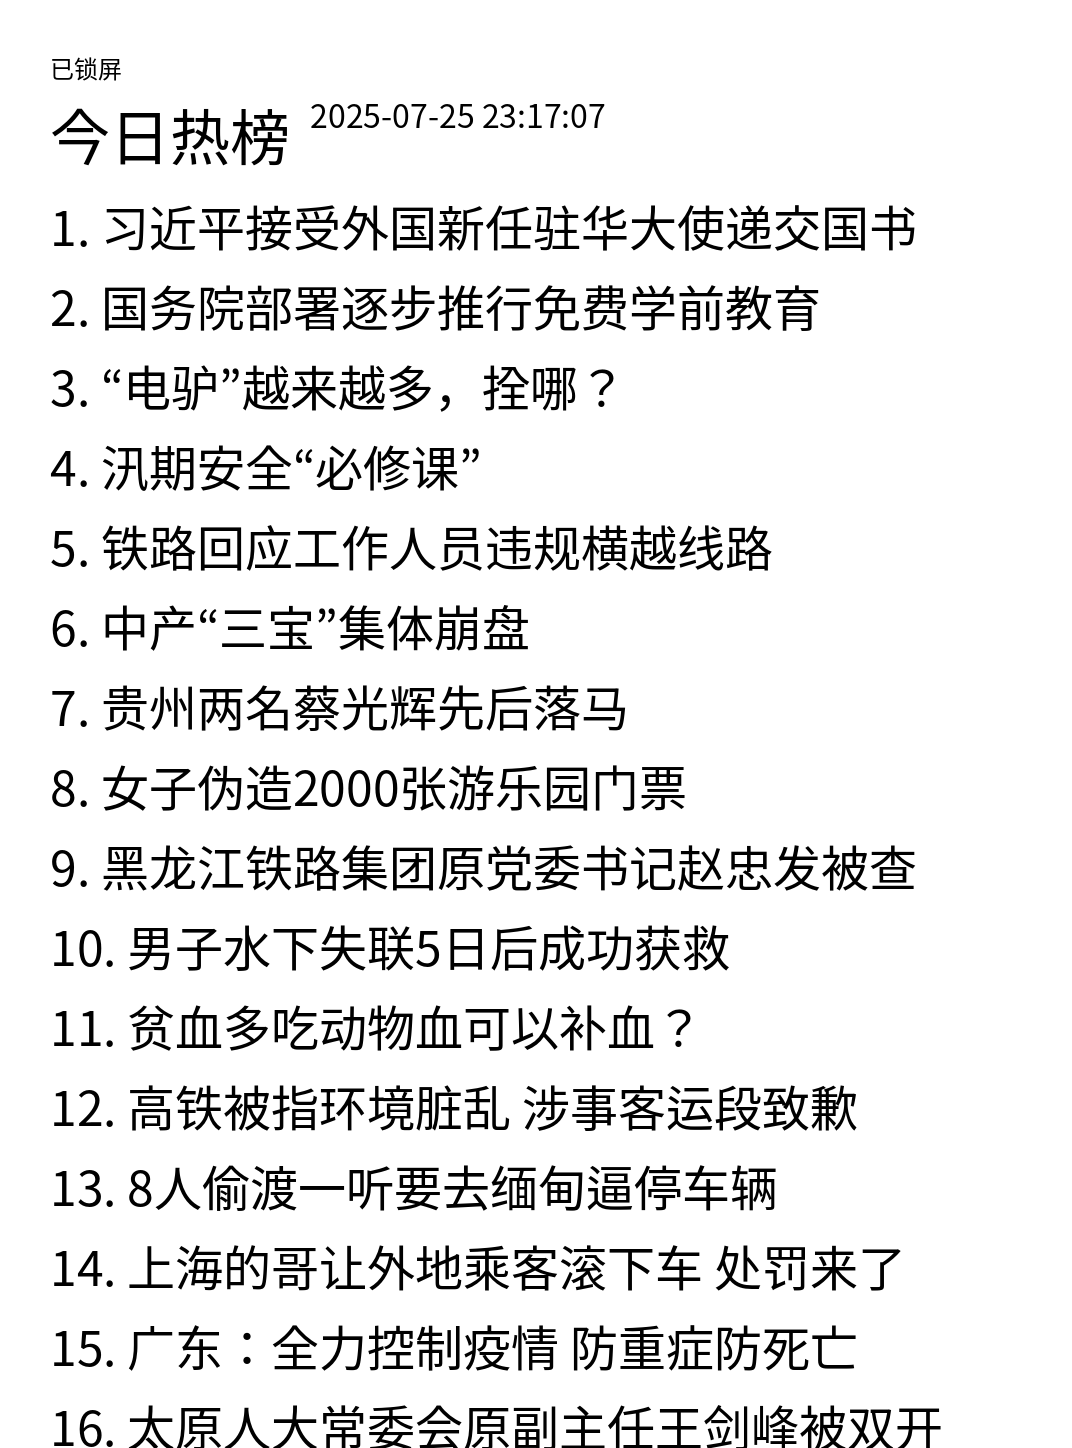 已锁屏
今日热榜 2025-07-25 23:17:07
1. 习近平接受外国新任驻华大使递交国书
2. 国务院部署逐步推行免费学前教育
3. “电驴”越来越多，拴哪？
4. 汛期安全“必修课”
5. 铁路回应工作人员违规横越线路
6. 中产“三宝”集体崩盘
7. 贵州两名蔡光辉先后落马
8. 女子伪造2000张游乐园门票
9. 黑龙江铁路集团原党委书记赵忠发被查
10. 男子水下失联5日后成功获救
11. 贫血多吃动物血可以补血？
12. 高铁被指环境脏乱 涉事客运段致歉
13. 8人偷渡一听要去缅甸逼停车辆
14. 上海的哥让外地乘客滚下车 处罚来了
15. 广东：全力控制疫情 防重症防死亡
16. 太原人大常委会原副主任王剑峰被双开